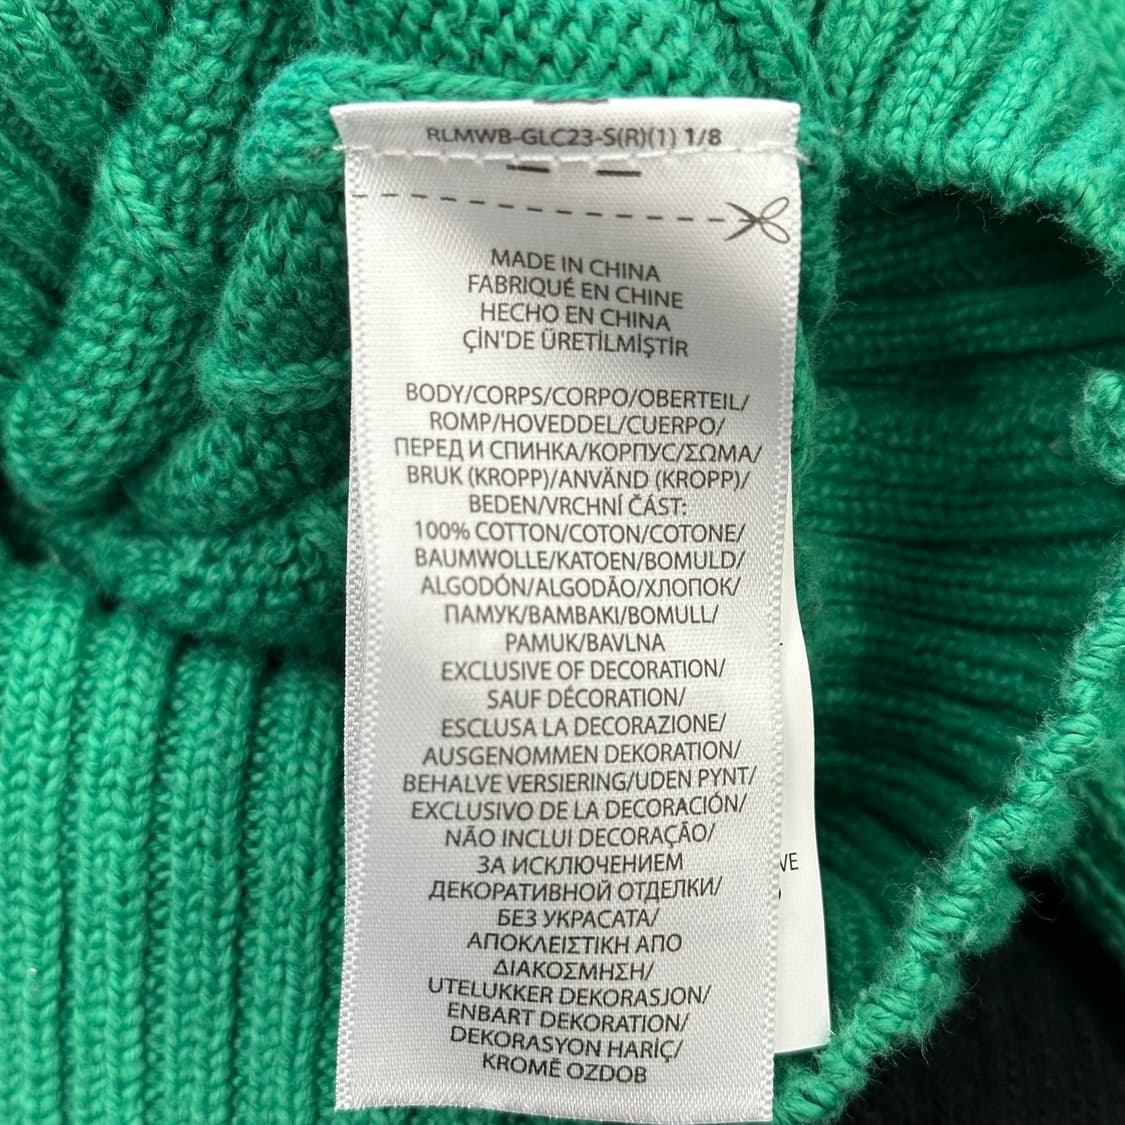 RLMWB-GLC23-S(R)(1) 1/8
MADE IN CHINA
FABRIQUÉ EN CHINE
HECHO EN CHINA
ÇİN'DE ÜRETİLMİŞTİR
BODY/CORPS/CORPO/OBERTEIL/
ROMP/HOVEDDEL/CUERPO/
ПЕРЕД И СПИНКА/КОРПУС/ΣΩΜΑ/
BRUK (KROPP)/ANVÄND (KROPP)/
BEDEN/VRCHNÍ ČÁST:
100% COTTON/COTON/COTONE/
BAUMWOLLE/KATOEN/BOMULD/
ALGODÓN/ALGODÃO/ХЛОПОК/
ПАМУК/ΒΑΜΒΑΚΙ/BOMULL/
PAMUK/BAVLNA
EXCLUSIVE OF DECORATION/
SAUF DÉCORATION/
ESCLUSA LA DECORAZIONE/
AUSGENOMMEN DEKORATION/
BEHALVE VERSIERING/UDEN PYNT/
EXCLUSIVO DE LA DECORACIÓN/
NÃO INCLUI DECORAÇÃO/
ЗА ИСКЛЮЧЕНИЕМ
ДЕКОРАТИВНОЙ ОТДЕЛКИ/
БЕЗ УКРАСАТА/
ΑΠΟΚΛΕΙΣΤΙΚΗ ΑΠΟ
ΔΙΑΚΟΣΜΗΣΗ/
UTELUKKER DEKORASJON/
ENBART DEKORATION/
DEKORASYON HARİÇ/
KROMĚ OZDOB